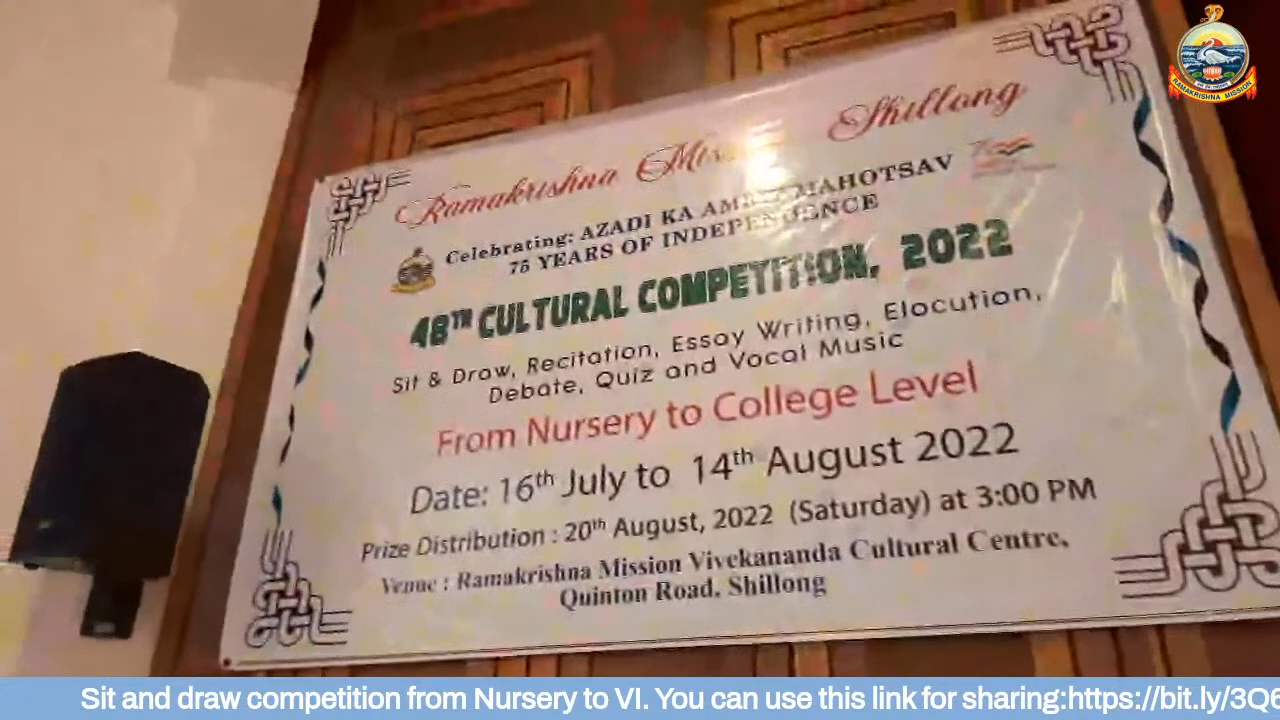 Ramakrishna Shillong
Celebrating: AZADI KA MAHOTSAV
75 YEARS OF INDEPENDENCE
48TH CULTURAL COMPETITION, 2022
Sit & Draw, Recitation, Essay Writing, Elocution,
Debate, Quiz and Vocal Music
From Nursery to College Level
Date: 16th July to 14th August 2022
Prize Distribution : 20th August, 2022 (Saturday) at 3:00 PM
Venue : Ramakrishna Mission Vivekananda Cultural Centre,
Quinton Road, Shillong
RAMAKRISHNA MISSION
Sit and draw competition from Nursery to VI. You can use this link for sharing:https://bit.ly/3Q6